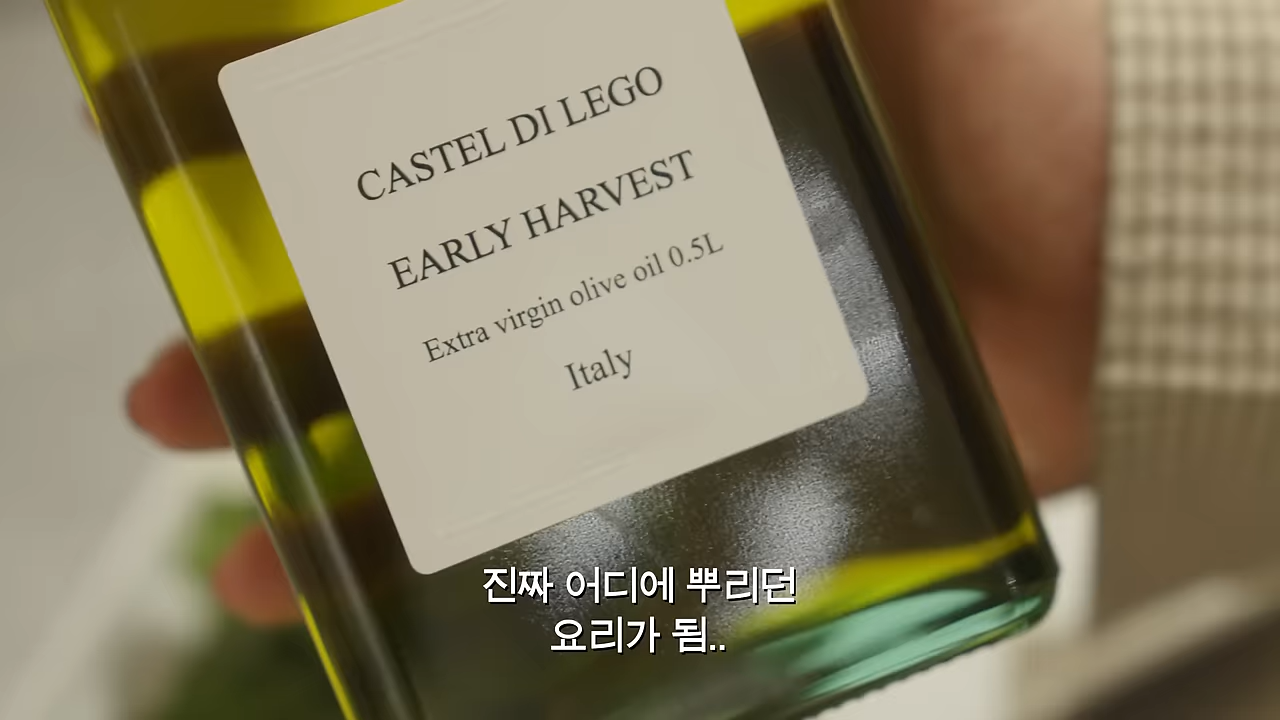 CASTEL DI LEGO
EARLY HARVEST
Extra virgin olive oil 0.5L
Italy
진짜 어디에 뿌리던
요리가 됨..